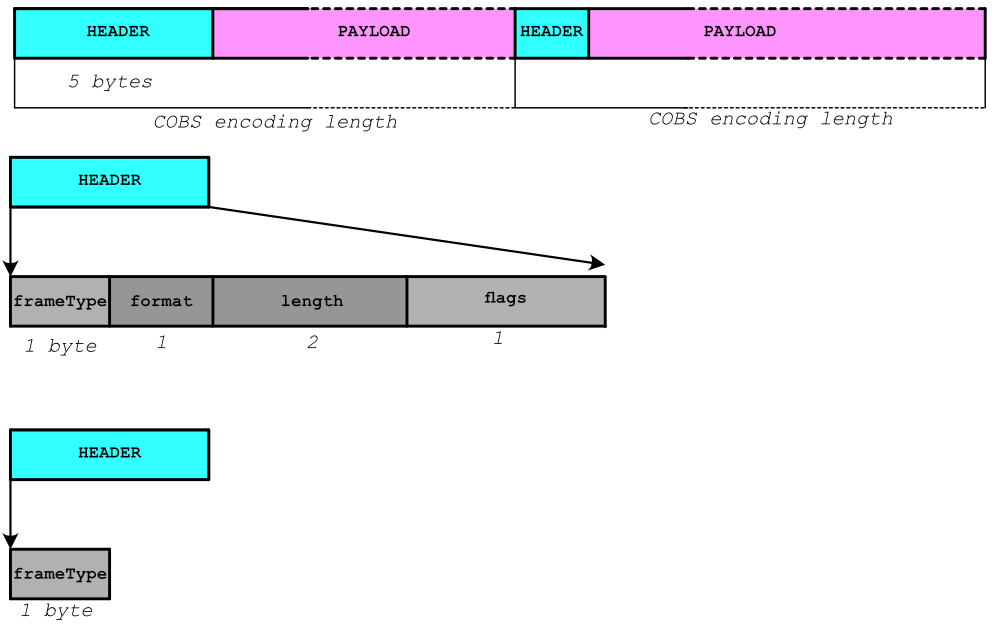 HEADER PAYLOAD HEADER PAYLOAD
5 bytes
COBS encoding length COBS encoding length
HEADER
frameType format length flags
1 byte 1 2 1
HEADER
frameType
1 byte